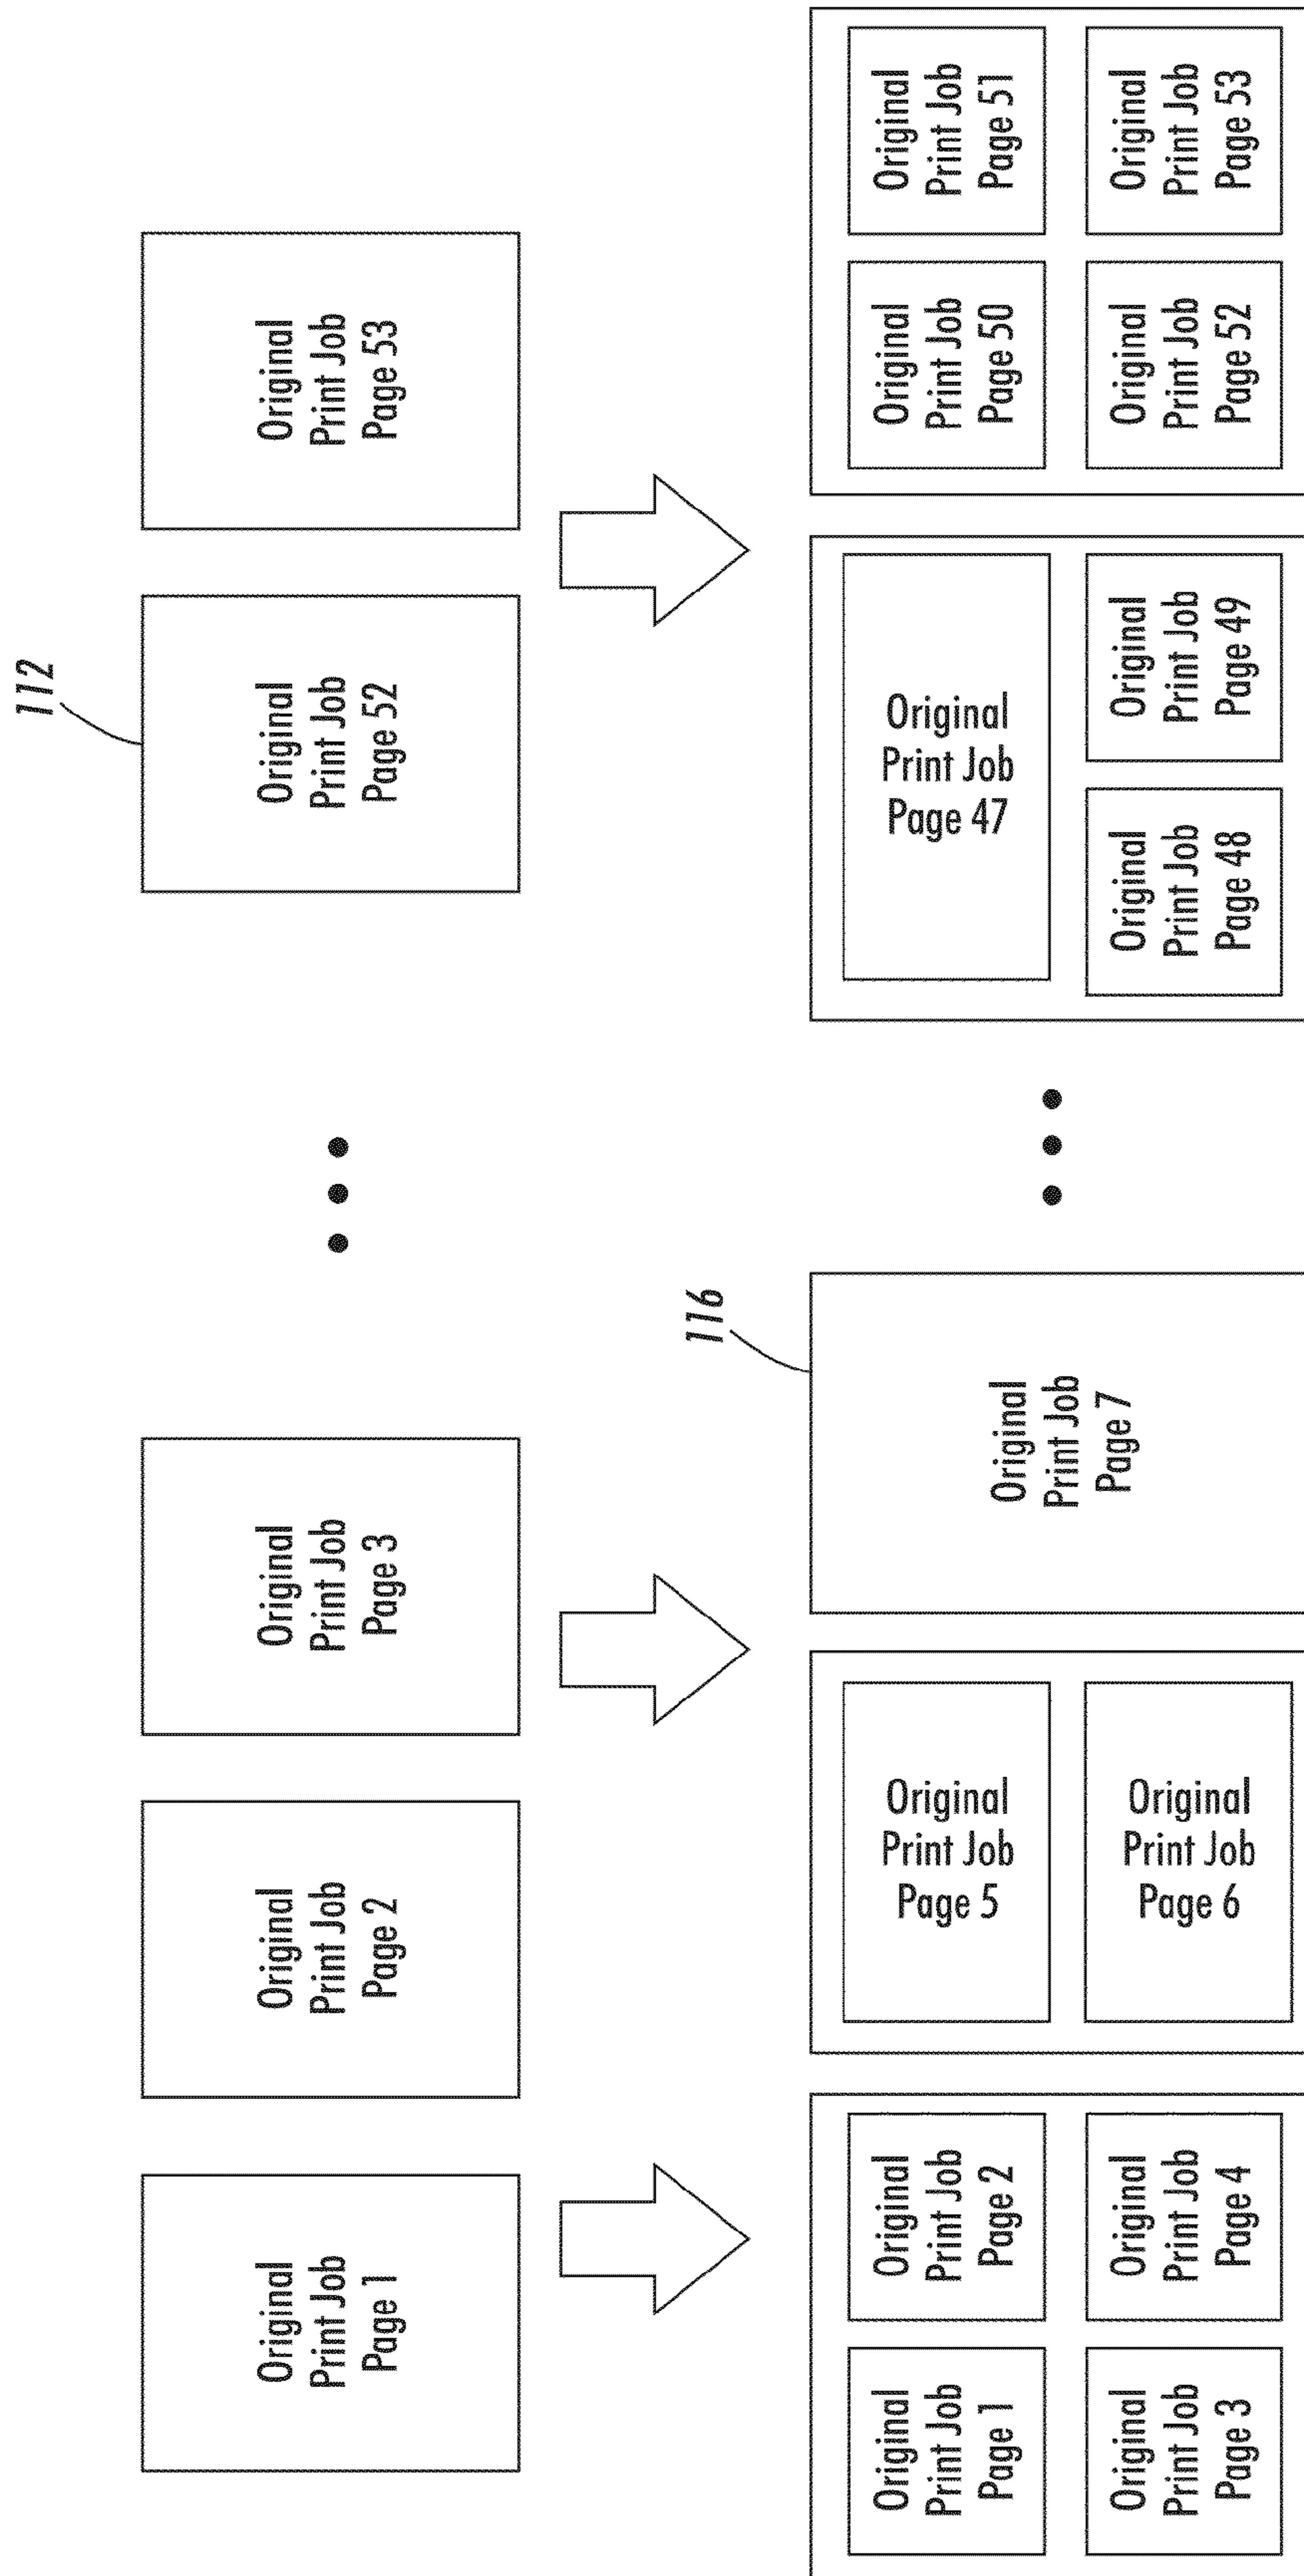 112
Original
Print Job
Page 1
Original
Print Job
Page 2
Original
Print Job
Page 3
Original
Print Job
Page 52
Original
Print Job
Page 53
116
Original
Print Job
Page 1
Original
Print Job
Page 2
Original
Print Job
Page 3
Original
Print Job
Page 4
Original
Print Job
Page 5
Original
Print Job
Page 6
Original
Print Job
Page 7
Original
Print Job
Page 47
Original
Print Job
Page 48
Original
Print Job
Page 49
Original
Print Job
Page 50
Original
Print Job
Page 51
Original
Print Job
Page 52
Original
Print Job
Page 53